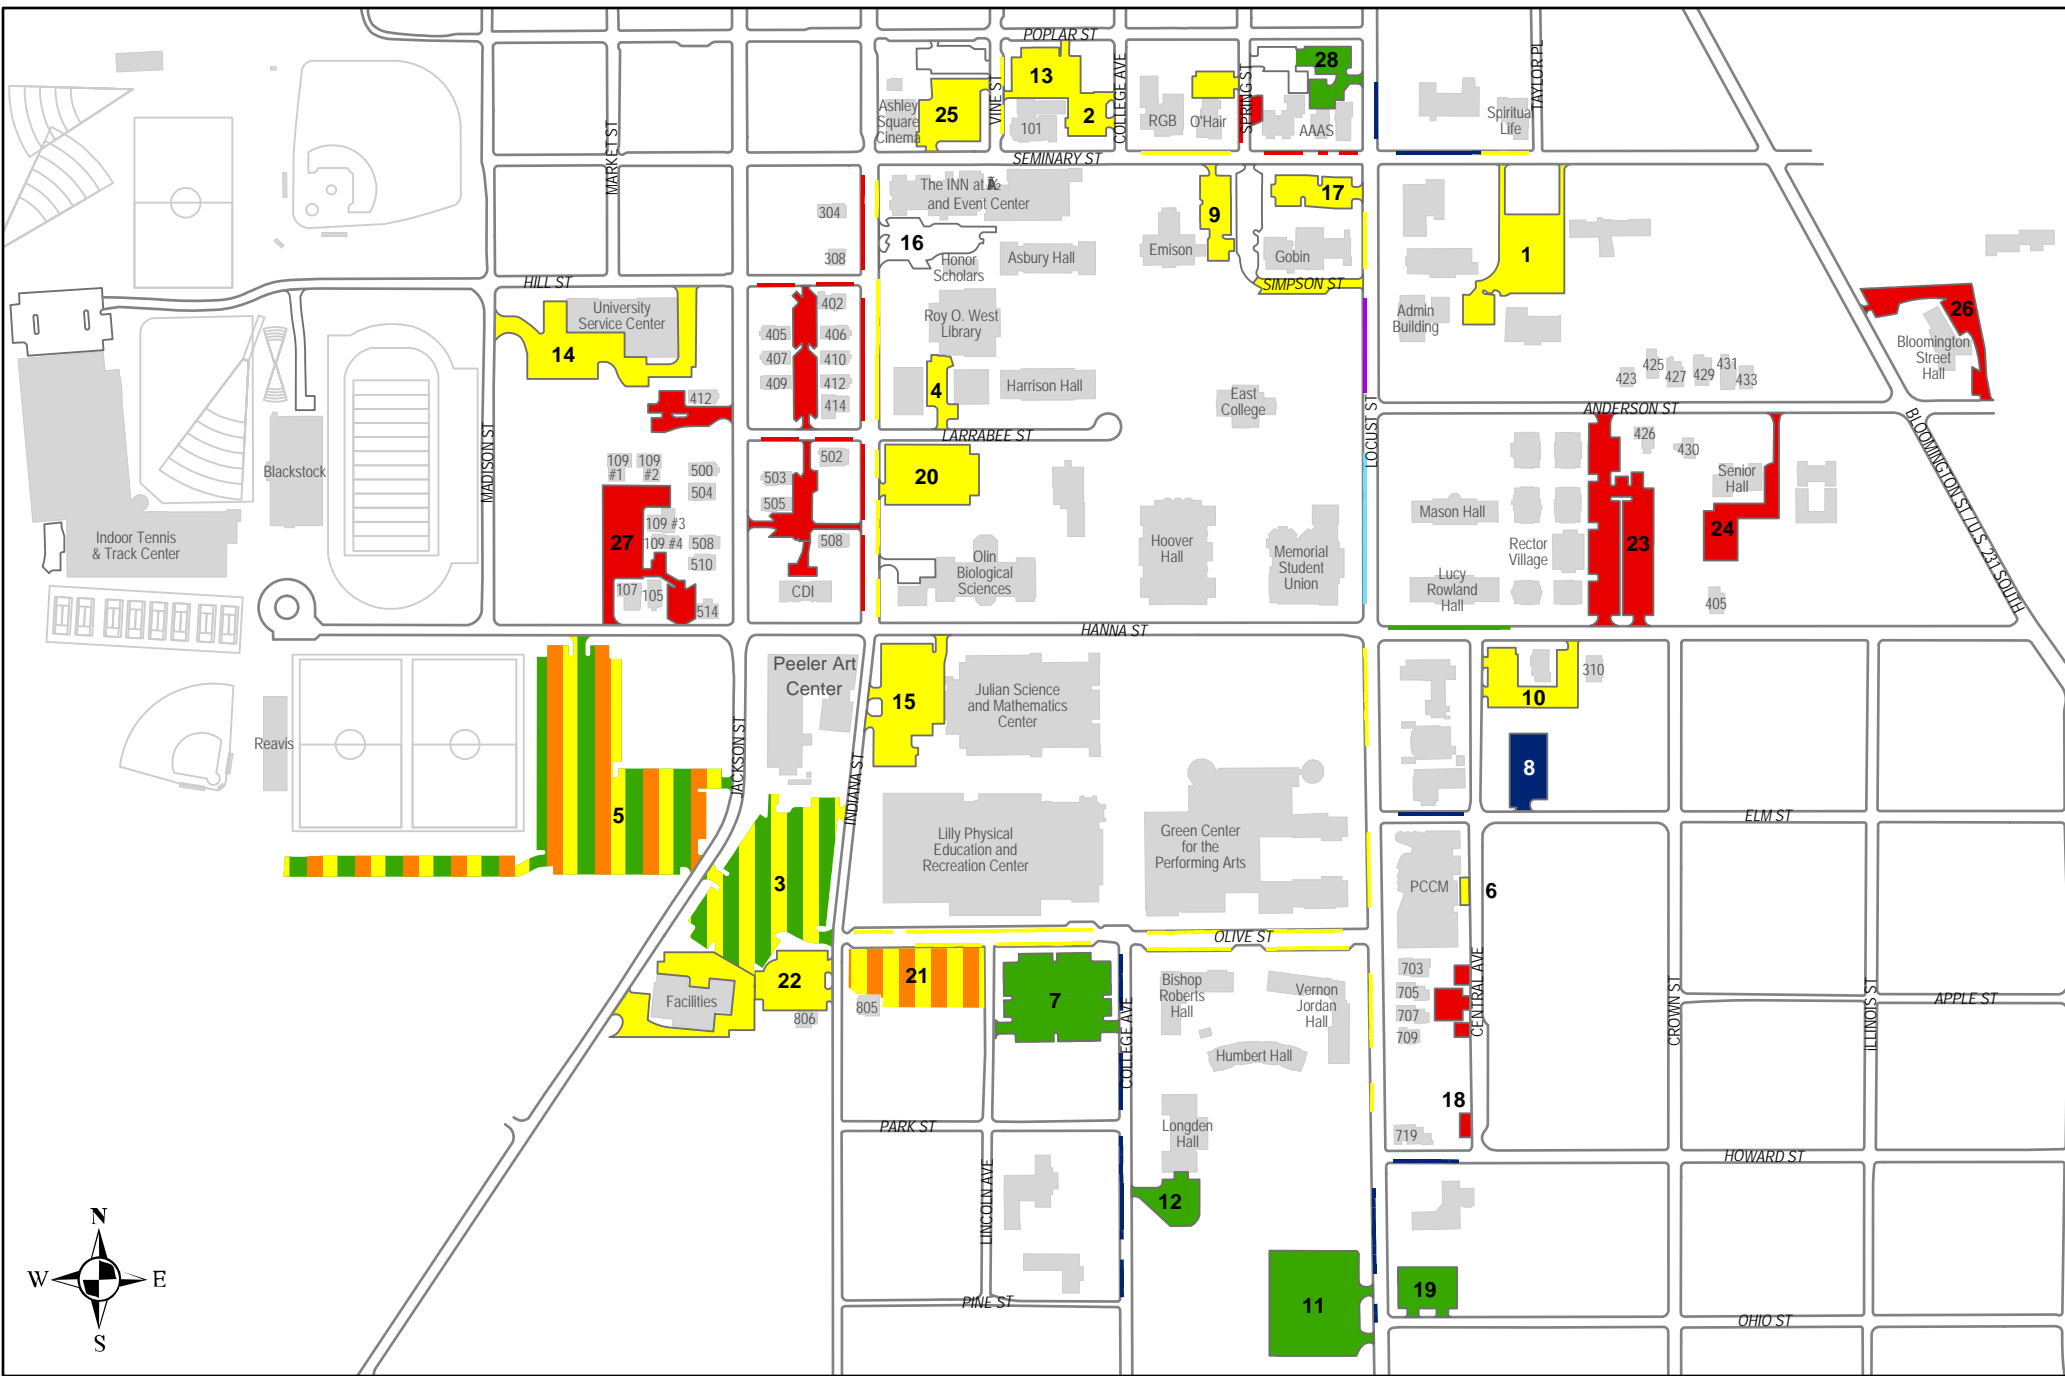 POPLAR ST
28
13
TAYLOR PL
COLLEGE AVE
VINE ST
SPRING ST
Ashley
Square
Cinema
25
2
101
RGB
O'Hair
AAAS
Spiritual
Life
MARKET ST
SEMINARY ST
The INN at
and Event Center
17
304
9
16
308
Honor
Scholars
Asbury Hall
Emison
Gobin
1
HILL ST
SIMPSON ST
University
Service Center
402
Roy O. West
Library
Admin
Building
26
405
406
14
407
410
Bloomington
Street
Hall
409
412
4
Harrison Hall
423
425
427
429
431
433
412
414
East
College
LOCUST ST
ANDERSON ST
LARRABEE ST
BLOOMINGTON ST / U.S. 231 SOUTH
MADISON ST
Blackstock
109
#1
109
#2
500
502
426
430
503
20
Senior
Hall
504
505
Mason Hall
109 #3
27
109 #4
508
508
Indoor Tennis
& Track Center
Hoover
Hall
Memorial
Student
Union
Rector
Village
23
24
510
Olin
Biological
Sciences
107
105
CDI
Lucy
Rowland
Hall
405
514
HANNA ST
Peeler Art
Center
Julian Science
and Mathematics
Center
15
310
10
Reavis
JACKSON ST
INDIANA ST
8
5
ELM ST
Lilly Physical
Education and
Recreation Center
Green Center
for the
Performing Arts
3
PCCM
6
OLIVE ST
CENTRAL AVE
CROWN ST
ILLINOIS ST
22
21
703
Facilities
7
Bishop
Roberts
Hall
Vernon
Jordan
Hall
705
APPLE ST
805
806
707
709
COLLEGE AVE
Humbert Hall
18
PARK ST
Longden
Hall
719
HOWARD ST
LINCOLN AVE
12
N
W
E
S
11
19
PINE ST
OHIO ST